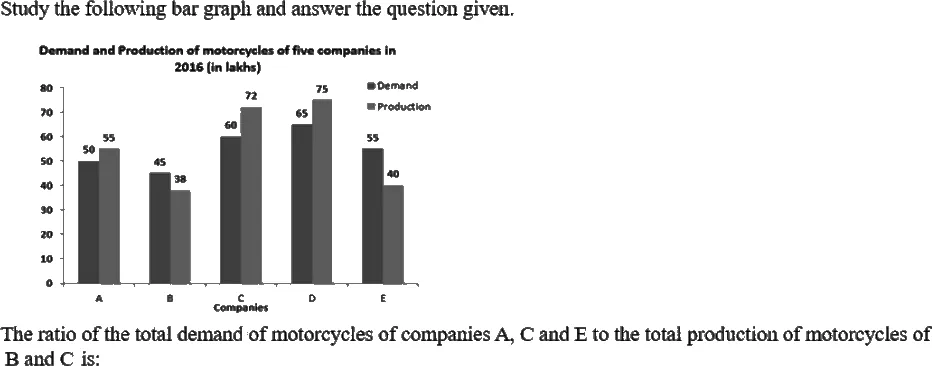 Study the following bar graph and answer the question given.
Demand and Production of motorcycles of five companies in
2016 (in lakhs)
80
70
60
50
40
30
20
10
0
Demand
Production
50
55
45
38
60
72
65
75
55
40
A
B
C
D
E
Companies
The ratio of the total demand of motorcycles of companies A, C and E to the total production of motorcycles of
B and C is: